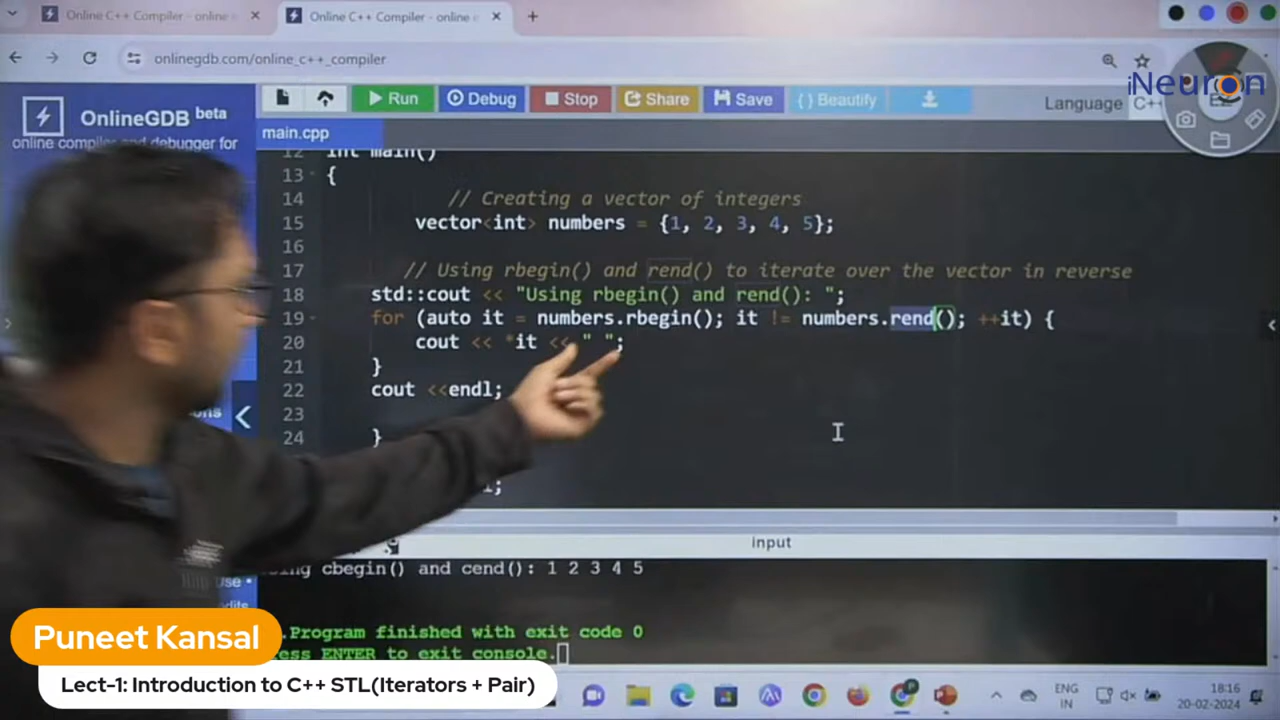 Online C++ Compiler - online e
Online C++ Compiler - online e
onlinegdb.com/online_c++_compiler
iNeuron
OnlineGDB beta
online compiler and debugger for
Run
Debug
Stop
Share
Save
{ } Beautify
Language C++
main.cpp
12 int main()
13 {
14 // Creating a vector of integers
15 vector<int> numbers = {1, 2, 3, 4, 5};
16
17 // Using rbegin() and rend() to iterate over the vector in reverse
18 std::cout << "Using rbegin() and rend(): ";
19 for (auto it = numbers.rbegin(); it != numbers.rend(); ++it) {
20 cout << *it << " ";
21 }
22 cout <<endl;
23
24 }
input
cbegin() and cend(): 1 2 3 4 5
.Program finished with exit code 0
ENTER to exit console.
Puneet Kansal
Lect-1: Introduction to C++ STL(Iterators + Pair)
ENG
IN
18:16
20-02-2024